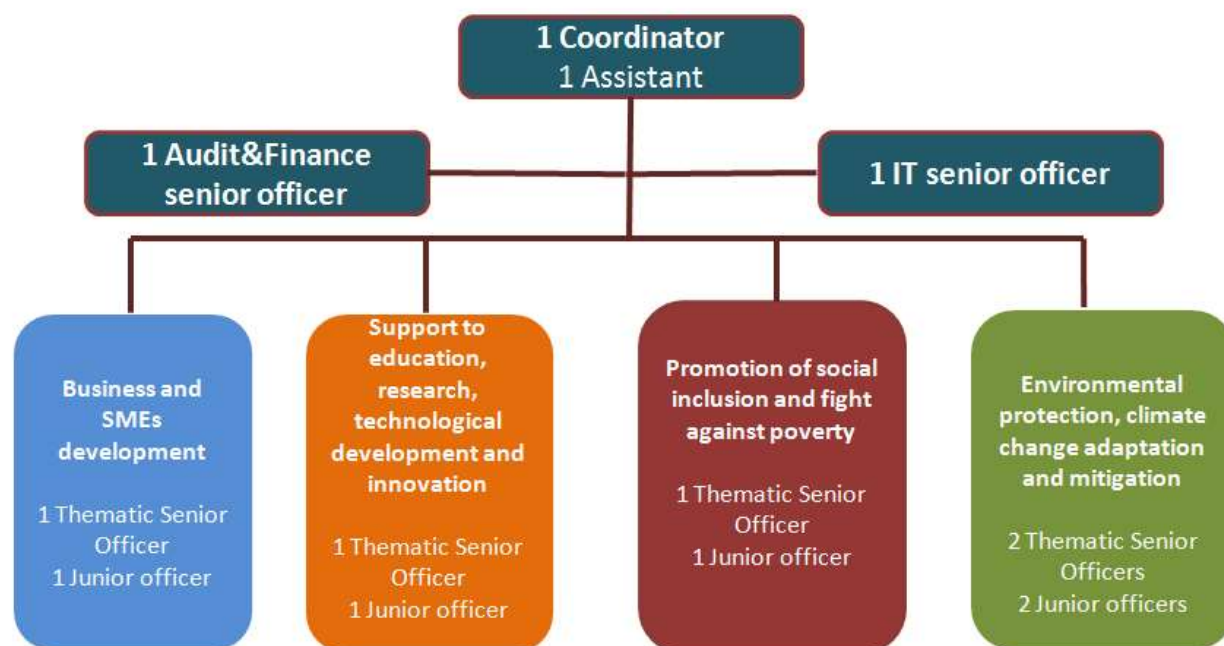 1 Coordinator
1 Assistant
1 Audit&Finance
senior officer
1 IT senior officer
Business and
SMEs
development
1 Thematic Senior
Officer
1 Junior officer
Support to
education,
research,
technological
development and
innovation
1 Thematic Senior
Officer
1 Junior officer
Promotion of social
inclusion and fight
against poverty
1 Thematic Senior
Officer
1 Junior officer
Environmental
protection, climate
change adaptation
and mitigation
2 Thematic Senior
Officers
2 Junior officers